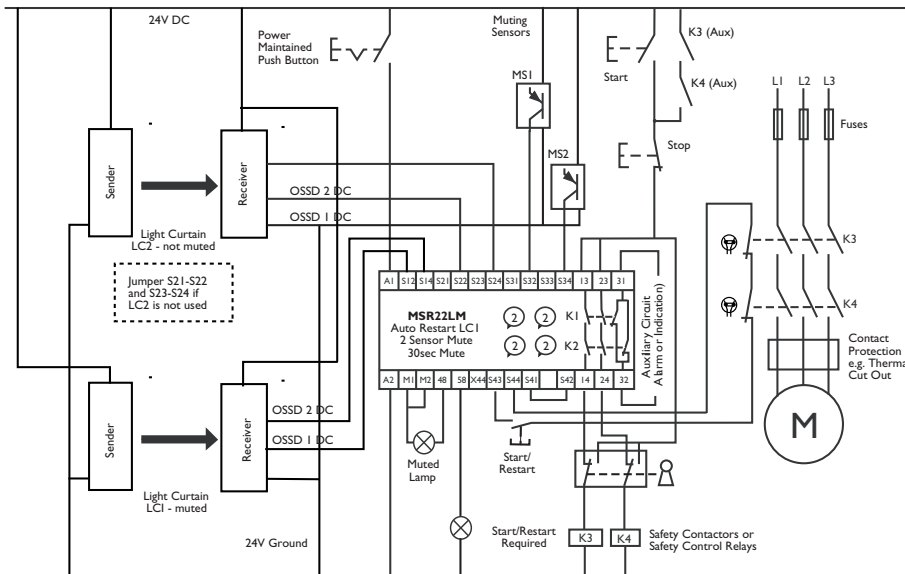 24V DC
Power
Maintained
Push Button
Muting
Sensors
K3 (Aux)
Start
K4 (Aux)
L1 L2 L3
MS1
Fuses
MS2
Stop
Sender
Receiver
OSSD 2 DC
OSSD 1 DC
Light Curtain
LC2 - not muted
K3
Jumper S21-S22
and S23-S24 if
LC2 is not used
A1 S12 S14 S21 S22 S23 S24 S31 S32 S33 S34 13 23 31
MSR22LM
Auto Restart LC1
2 Sensor Mute
30sec Mute
2 2
2 2
K1
K2
Auxiliary Circuit
Alarm or Indication)
K4
Contact
Protection
e.g. Therma
Cut Out
A2 M1 M2 48 58 X44 S43 S44 S41 S42 14 24 32
M
Sender
Receiver
OSSD 2 DC
OSSD 1 DC
Muted
Lamp
Start/
Restart
Light Curtain
LC1 - muted
24V Ground
Start/Restart
Required
K3
K4
Safety Contactors or
Safety Control Relays